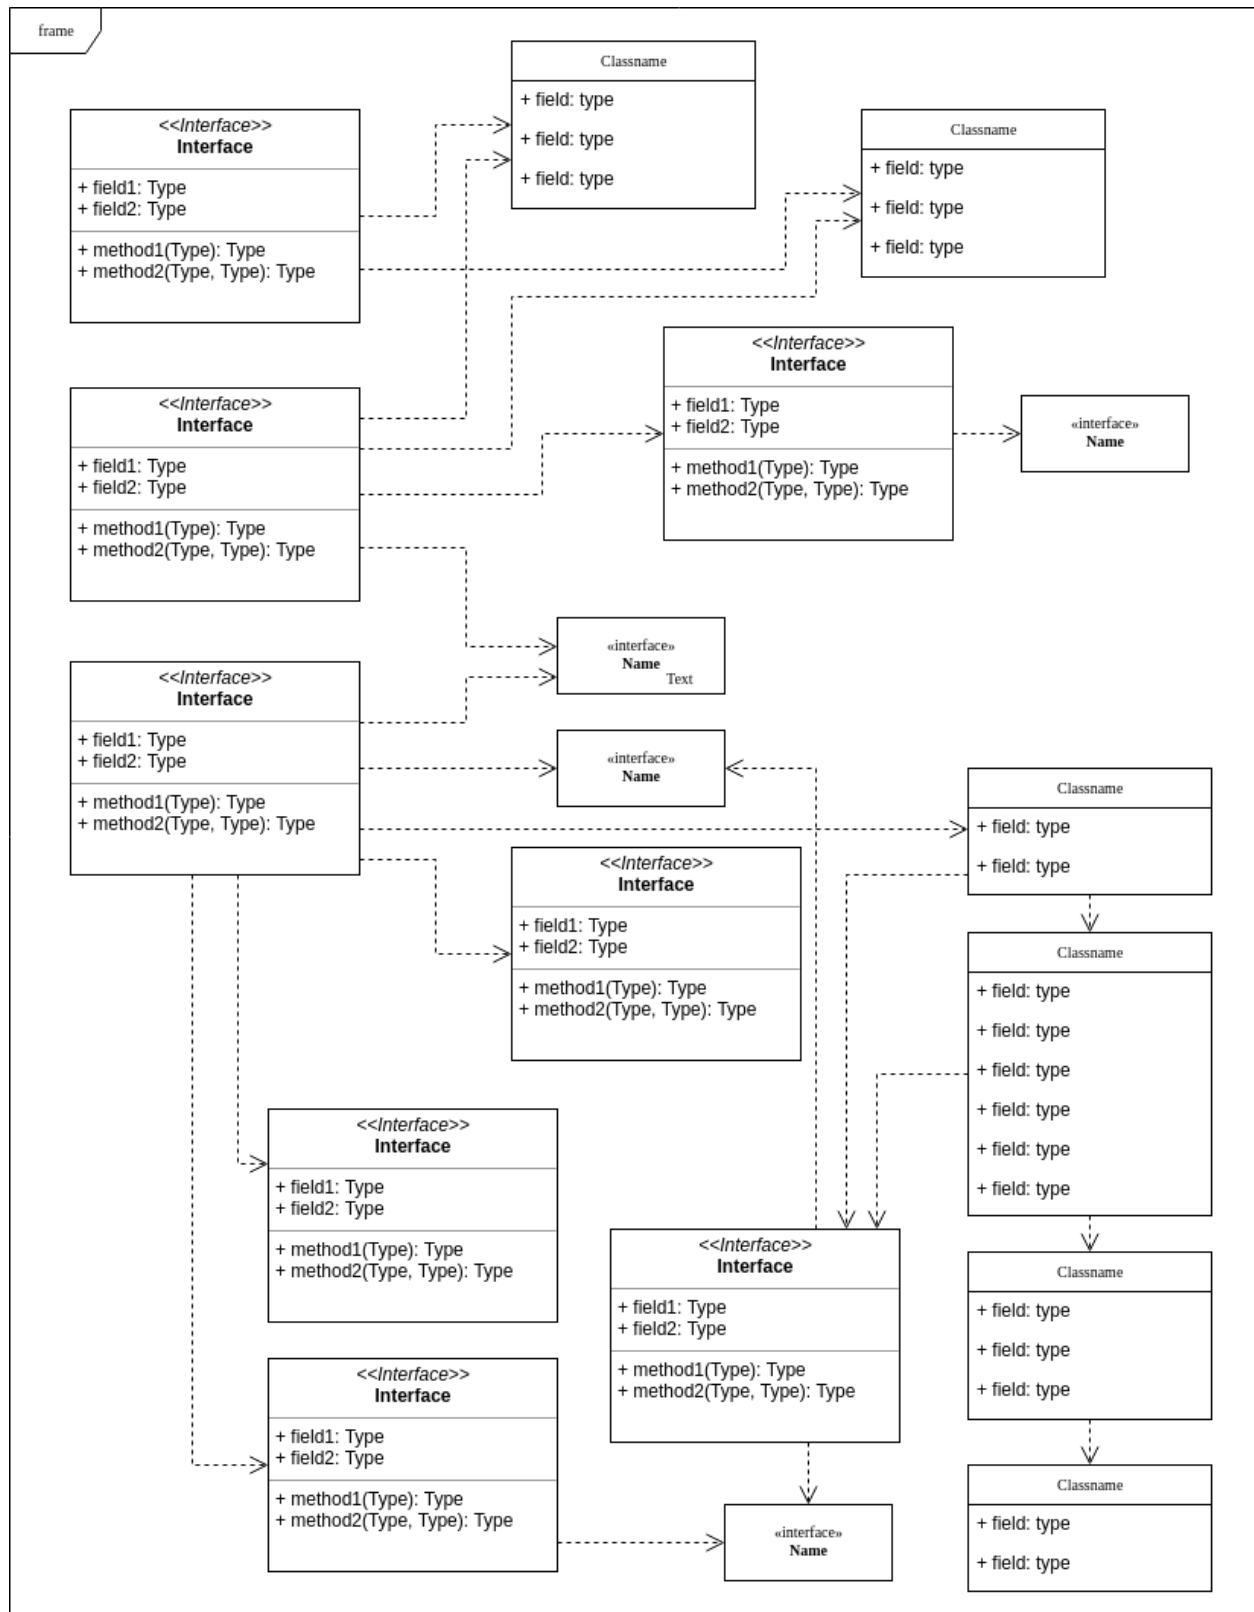 frame
Classname
+ field: type
+ field: type
+ field: type
<<Interface>>
Interface
+ field1: Type
+ field2: Type
+ method1(Type): Type
+ method2(Type, Type): Type
Classname
+ field: type
+ field: type
+ field: type
<<Interface>>
Interface
+ field1: Type
+ field2: Type
+ method1(Type): Type
+ method2(Type, Type): Type
<<Interface>>
Interface
+ field1: Type
+ field2: Type
+ method1(Type): Type
+ method2(Type, Type): Type
«interface»
Name
«interface»
Name
Text
<<Interface>>
Interface
+ field1: Type
+ field2: Type
+ method1(Type): Type
+ method2(Type, Type): Type
«interface»
Name
Classname
+ field: type
+ field: type
<<Interface>>
Interface
+ field1: Type
+ field2: Type
+ method1(Type): Type
+ method2(Type, Type): Type
Classname
+ field: type
+ field: type
+ field: type
+ field: type
+ field: type
+ field: type
<<Interface>>
Interface
+ field1: Type
+ field2: Type
+ method1(Type): Type
+ method2(Type, Type): Type
<<Interface>>
Interface
+ field1: Type
+ field2: Type
+ method1(Type): Type
+ method2(Type, Type): Type
Classname
+ field: type
+ field: type
+ field: type
<<Interface>>
Interface
+ field1: Type
+ field2: Type
+ method1(Type): Type
+ method2(Type, Type): Type
«interface»
Name
Classname
+ field: type
+ field: type